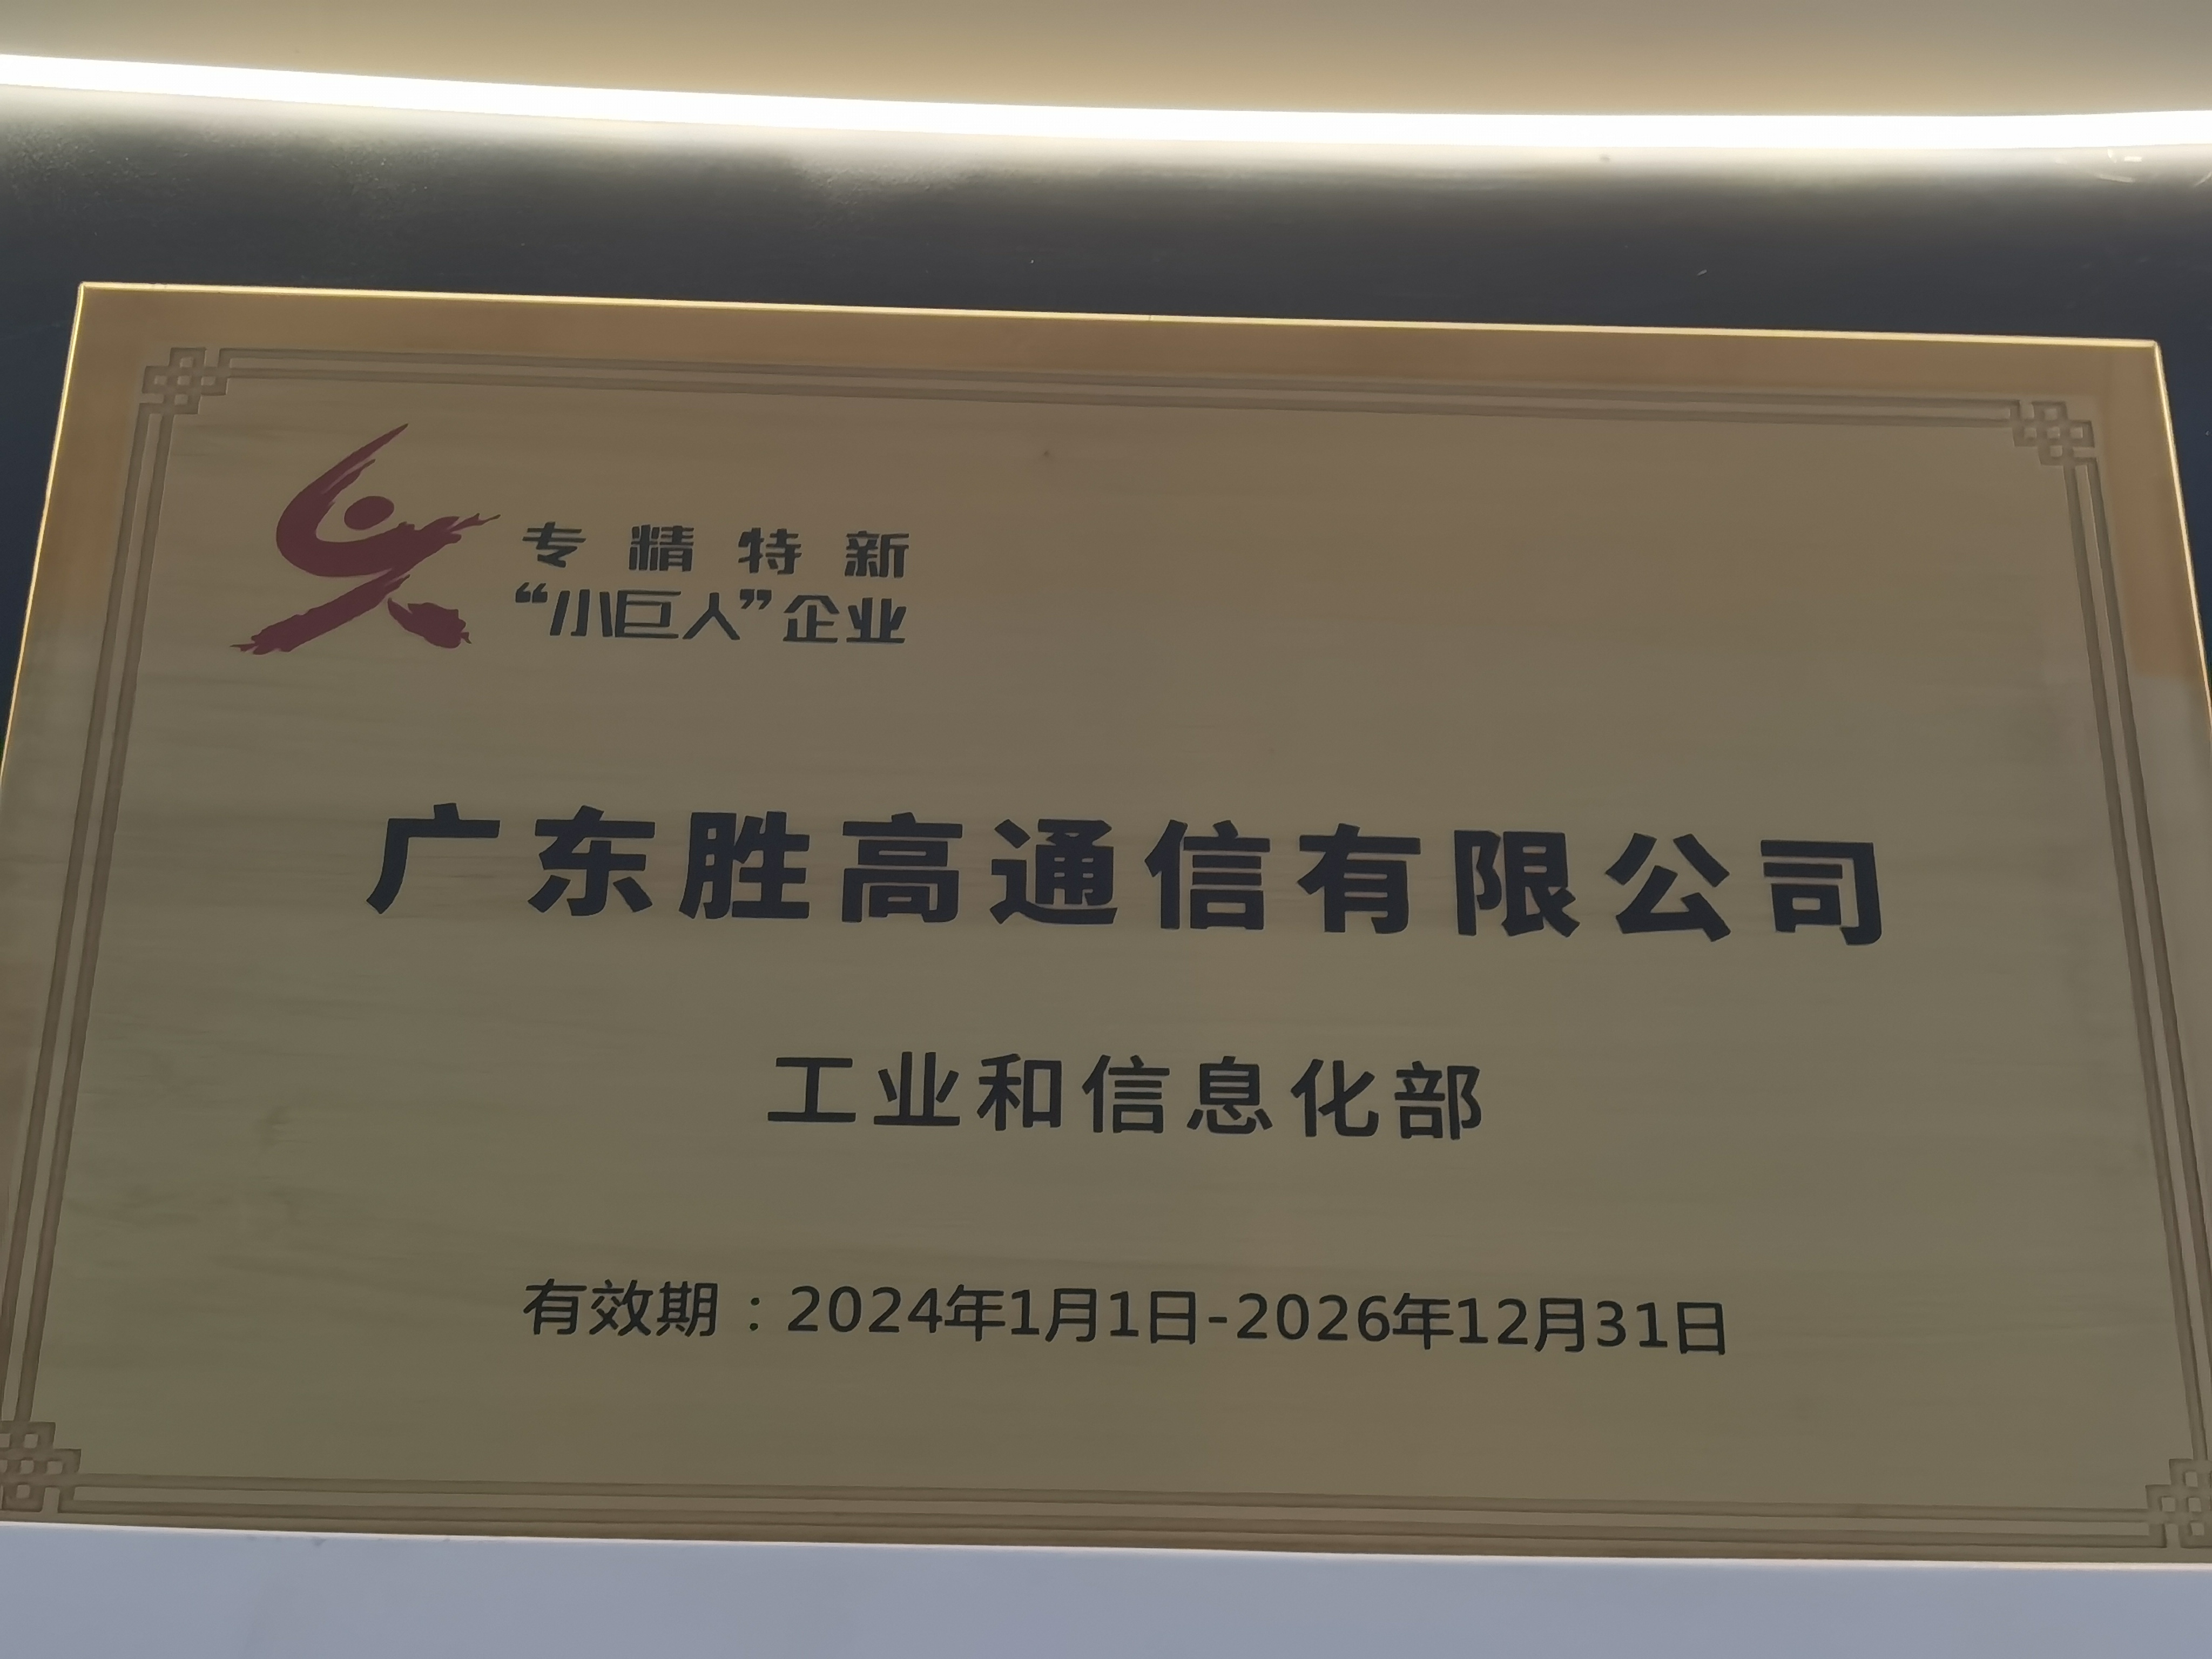 专精特新
“小巨人”企业
广东胜高通信有限公司
工业和信息化部
有效期：2024年1月1日-2026年12月31日